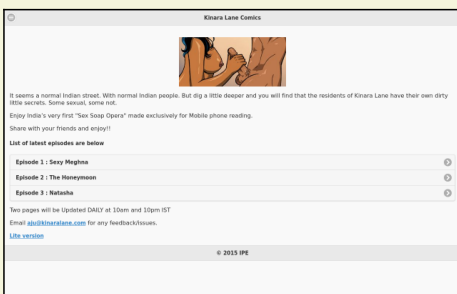 Kinara Lane Comics
It seems a normal Indian street. With normal Indian people. But dig a little deeper and you will find that the residents of Kinara Lane have their own dirty
little secrets. Some sexual, some not.
Enjoy India's very first "Sex Soap Opera" made exclusively for Mobile phone reading.
Share with your friends and enjoy!!
List of latest episodes are below
Episode 1 : Sexy Meghna
Episode 2 : The Honeymoon
Episode 3 : Natasha
Two pages will be Updated DAILY at 10am and 10pm IST
Email aju@kinaralane.com for any feedback/issues.
Lite version
© 2015 IPE